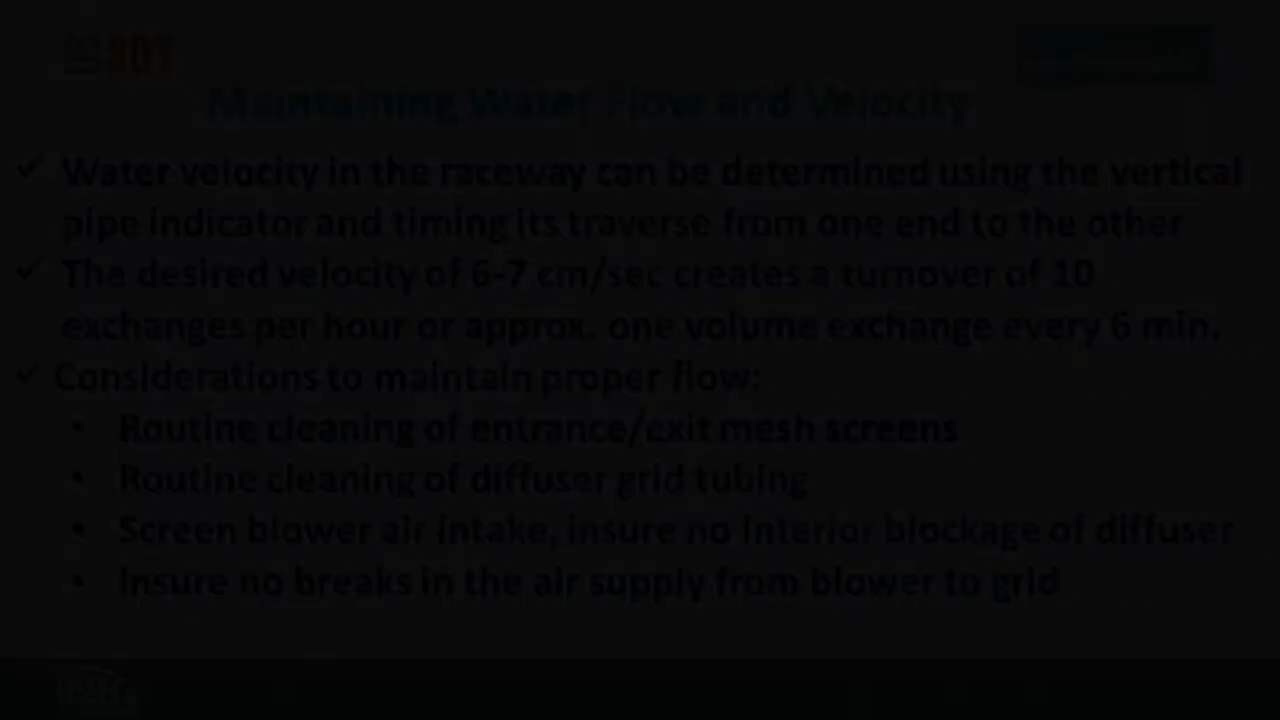 Maintaining Water Flow and Velocity
✓ Water velocity in the raceway can be determined using the vertical
pipe indicator and timing its traverse from one end to the other
✓ The desired velocity of 6-7 cm/sec creates a turnover of 10
exchanges per hour or approx. one volume exchange every 6 min.
✓ Considerations to maintain proper flow:
• Routine cleaning of entrance/exit mesh screens
• Routine cleaning of diffuser grid tubing
• Screen blower air intake, insure no interior blockage of diffuser
• Insure no breaks in the air supply from blower to grid